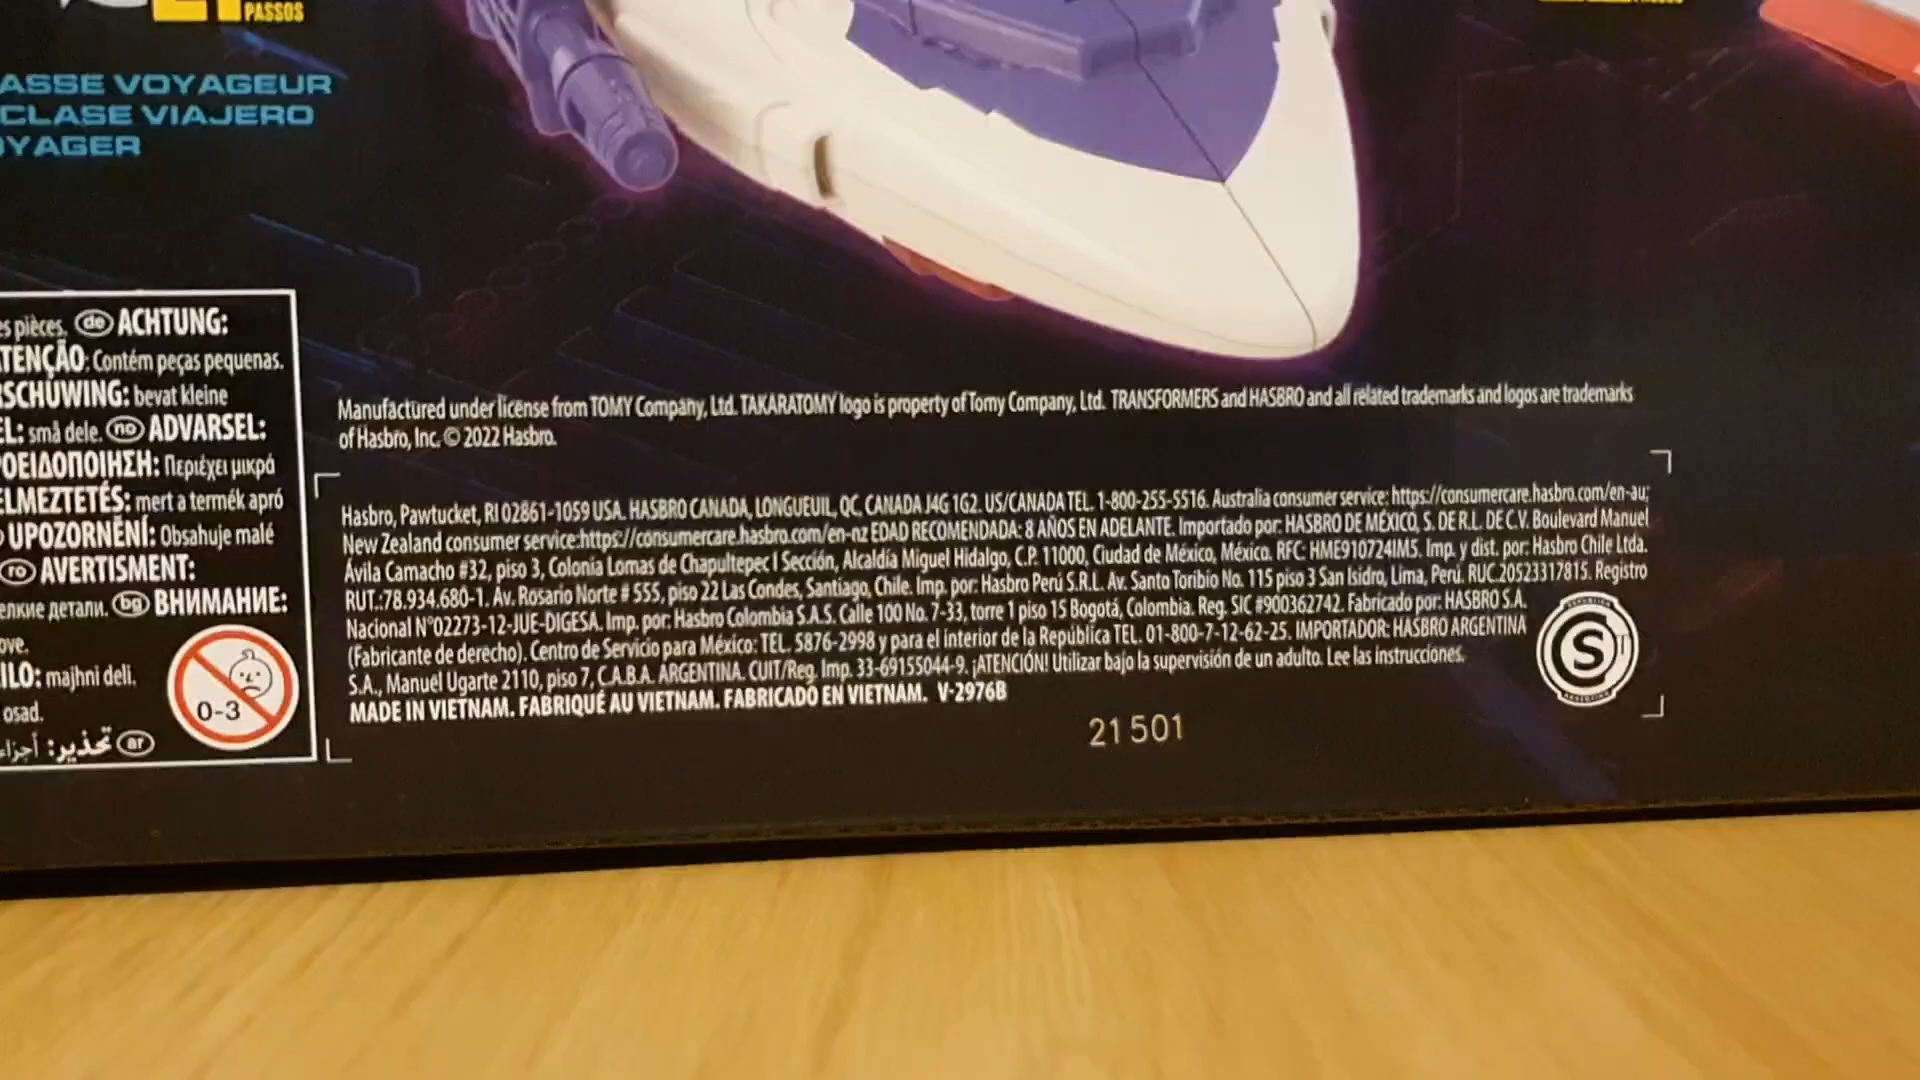 PASSOS
ASSE VOYAGEUR
CLASE VIAJERO
OYAGER
es pièces. de ACHTUNG:
TENÇÃO: Contém peças pequenas.
SCHUWING: bevat kleine
EL: små dele. no ADVARSEL:
ΟΕΙΔΟΠΟΙΗΣΗ: Περιέχει μικρά
ELMEZTETÉS: mert a termék apró
UPOZORNĚNÍ: Obsahuje malé
ro AVERTISMENT:
елкие детали. bg ВНИМАНИЕ:
ove.
ILO: majhni deli.
osad.
ar تحذير: أجزاء
0-3
Manufactured under license from TOMY Company, Ltd. TAKARATOMY logo is property of Tomy Company, Ltd. TRANSFORMERS and HASBRO and all related trademarks and logos are trademarks
of Hasbro, Inc. © 2022 Hasbro.
Hasbro, Pawtucket, RI 02861-1059 USA. HASBRO CANADA, LONGUEUIL, QC, CANADA J4G 1G2. US/CANADA TEL. 1-800-255-5516. Australia consumer service: https://consumercare.hasbro.com/en-au;
New Zealand consumer service:https://consumercare.hasbro.com/en-nz EDAD RECOMENDADA: 8 AÑOS EN ADELANTE. Importado por: HASBRO DE MÉXICO, S. DE R.L. DE C.V. Boulevard Manuel
Ávila Camacho #32, piso 3, Colonia Lomas de Chapultepec I Sección, Alcaldía Miguel Hidalgo, C.P. 11000, Ciudad de México, México. RFC: HME910724IM5. Imp. y dist. por: Hasbro Chile Ltda.
RUT.:78.934.680-1. Av. Rosario Norte # 555, piso 22 Las Condes, Santiago, Chile. Imp. por: Hasbro Perú S.R.L. Av. Santo Toribio No. 115 piso 3 San Isidro, Lima, Perú. RUC.20523317815. Registro
Nacional N°02273-12-JUE-DIGESA. Imp. por: Hasbro Colombia S.A.S. Calle 100 No. 7-33, torre 1 piso 15 Bogotá, Colombia. Reg. SIC #900362742. Fabricado por: HASBRO S.A.
(Fabricante de derecho). Centro de Servicio para México: TEL. 5876-2998 y para el interior de la República TEL. 01-800-7-12-62-25. IMPORTADOR: HASBRO ARGENTINA
S.A., Manuel Ugarte 2110, piso 7, C.A.B.A. ARGENTINA. CUIT/Reg. Imp. 33-69155044-9. ¡ATENCIÓN! Utilizar bajo la supervisión de un adulto. Lee las instrucciones.
MADE IN VIETNAM. FABRIQUÉ AU VIETNAM. FABRICADO EN VIETNAM. V-2976B
S
21 501